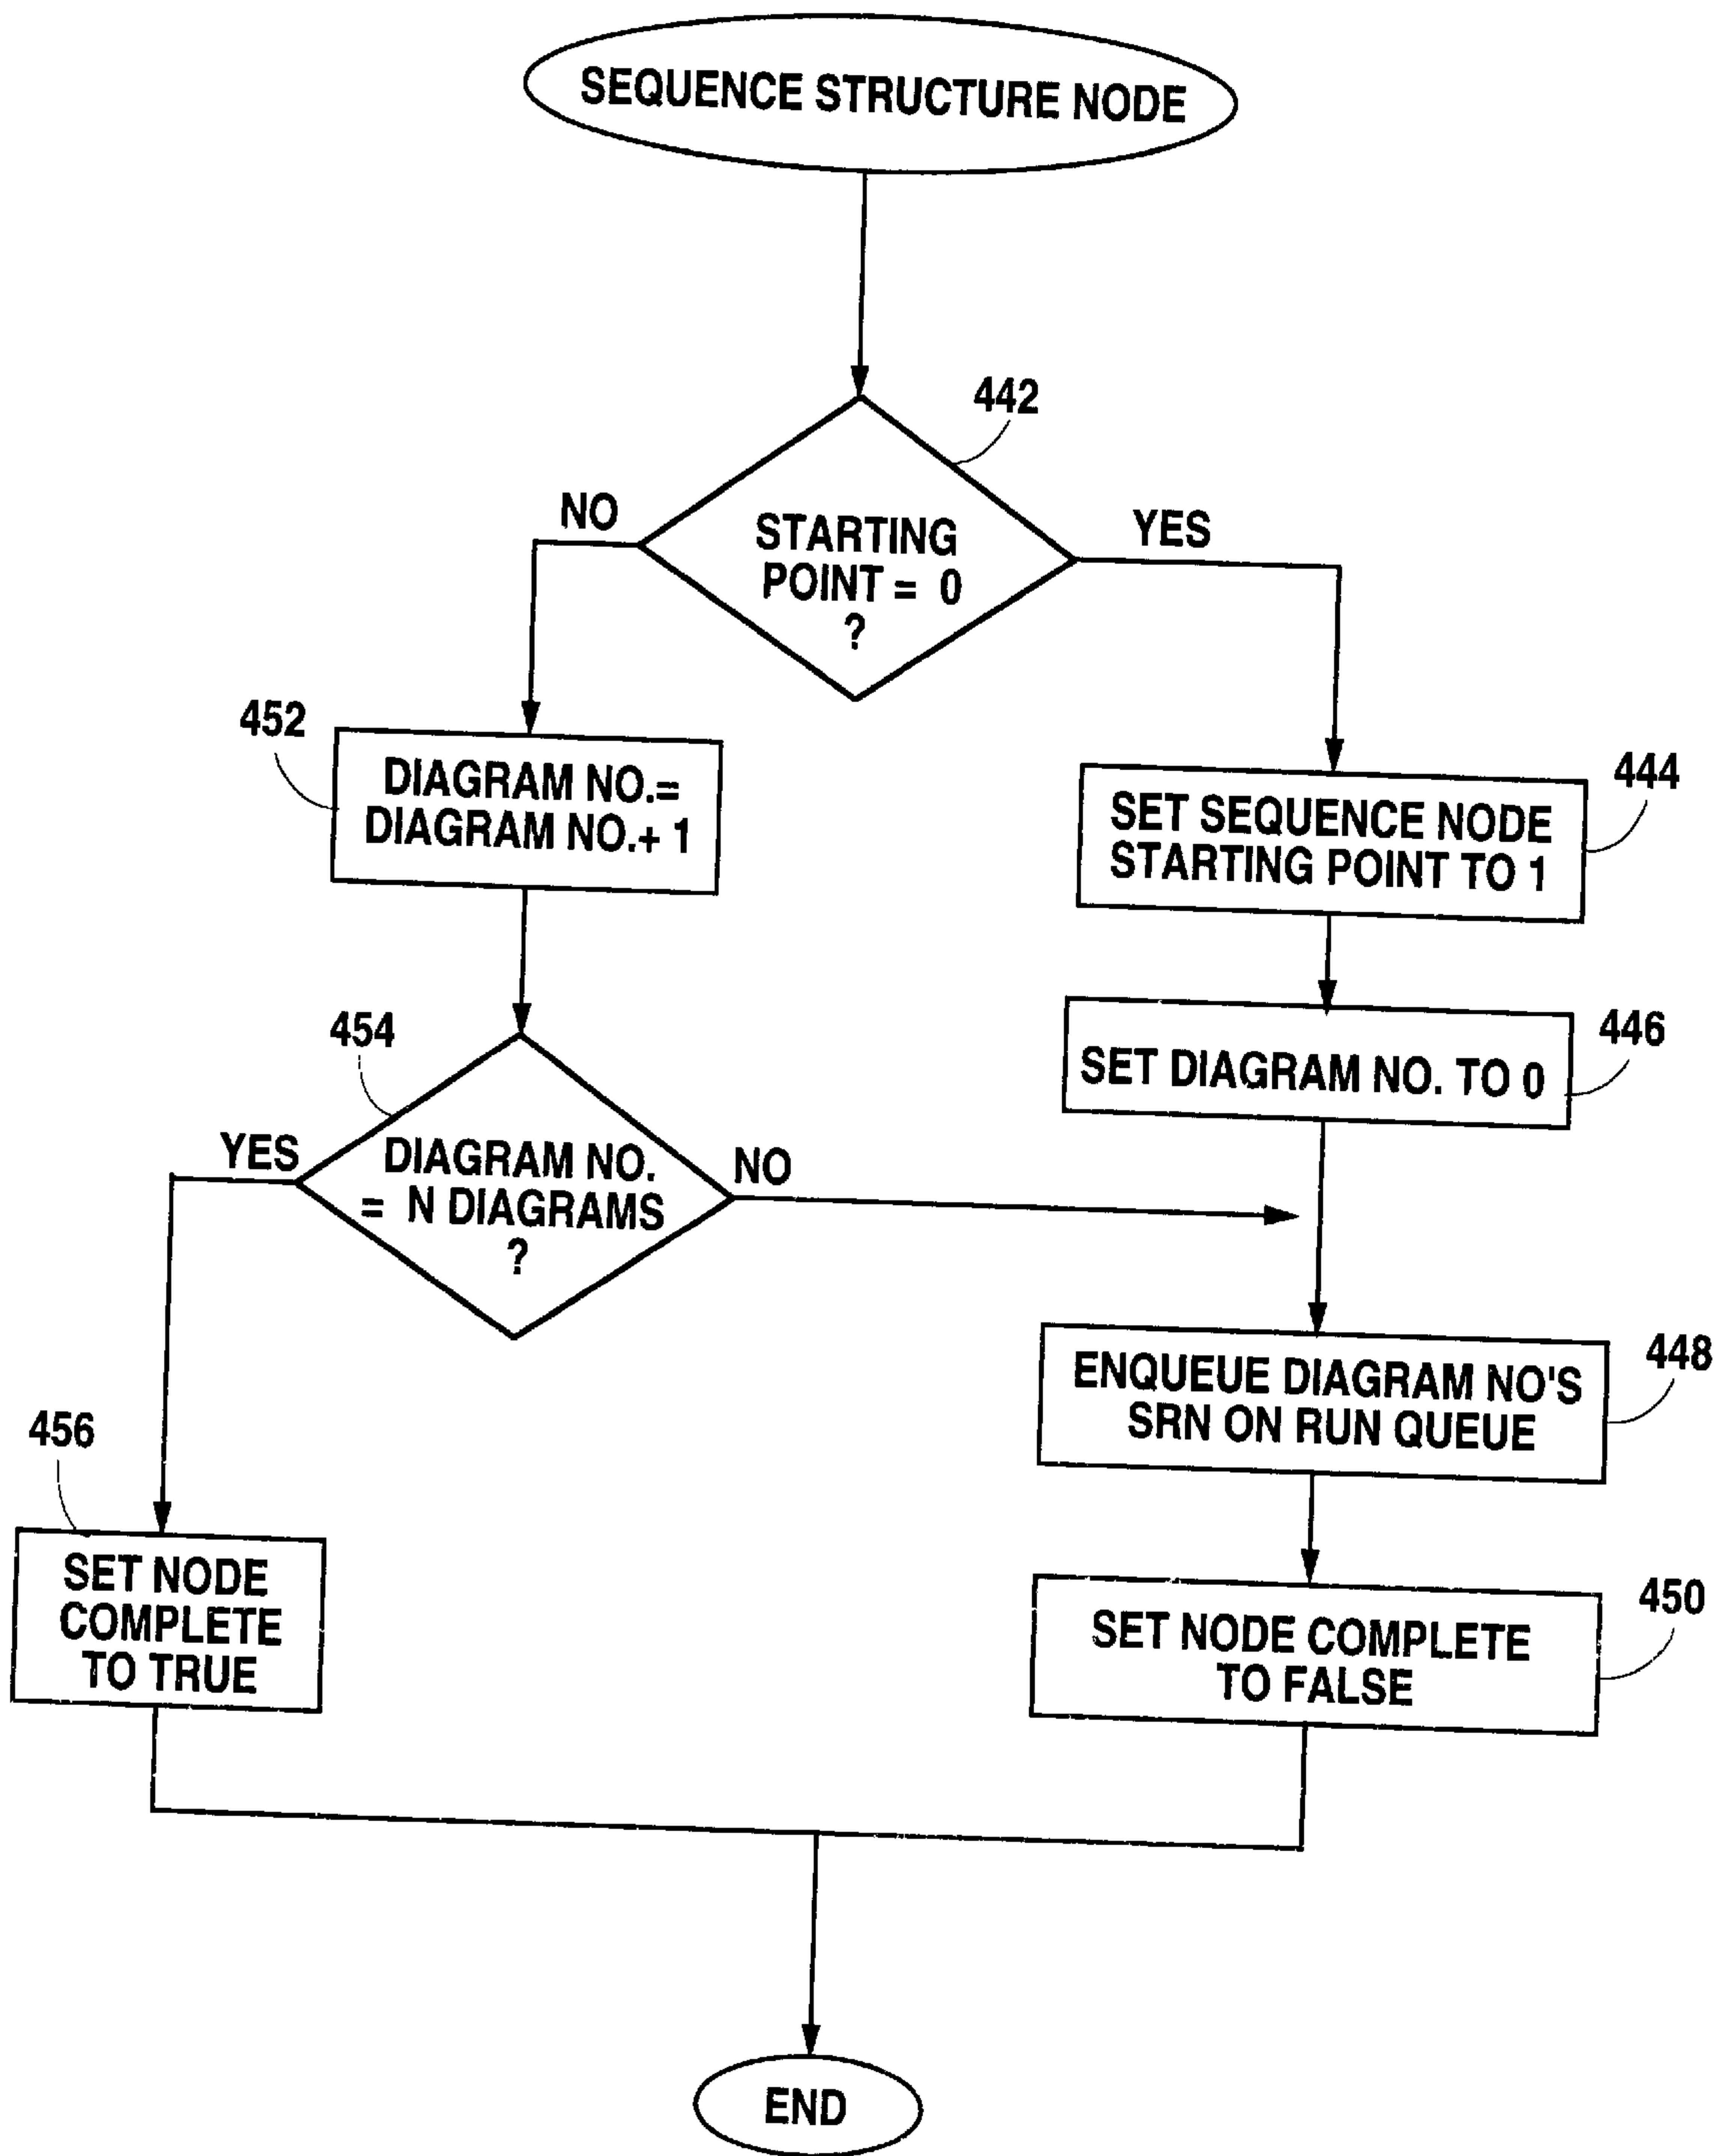 SEQUENCE STRUCTURE NODE
442
NO
YES
STARTING
POINT = 0
?
452
DIAGRAM NO.=
DIAGRAM NO.+ 1
444
SET SEQUENCE NODE
STARTING POINT TO 1
446
SET DIAGRAM NO. TO 0
454
YES
NO
DIAGRAM NO.
= N DIAGRAMS
?
448
ENQUEUE DIAGRAM NO'S
SRN ON RUN QUEUE
456
SET NODE
COMPLETE
TO TRUE
450
SET NODE COMPLETE
TO FALSE
END